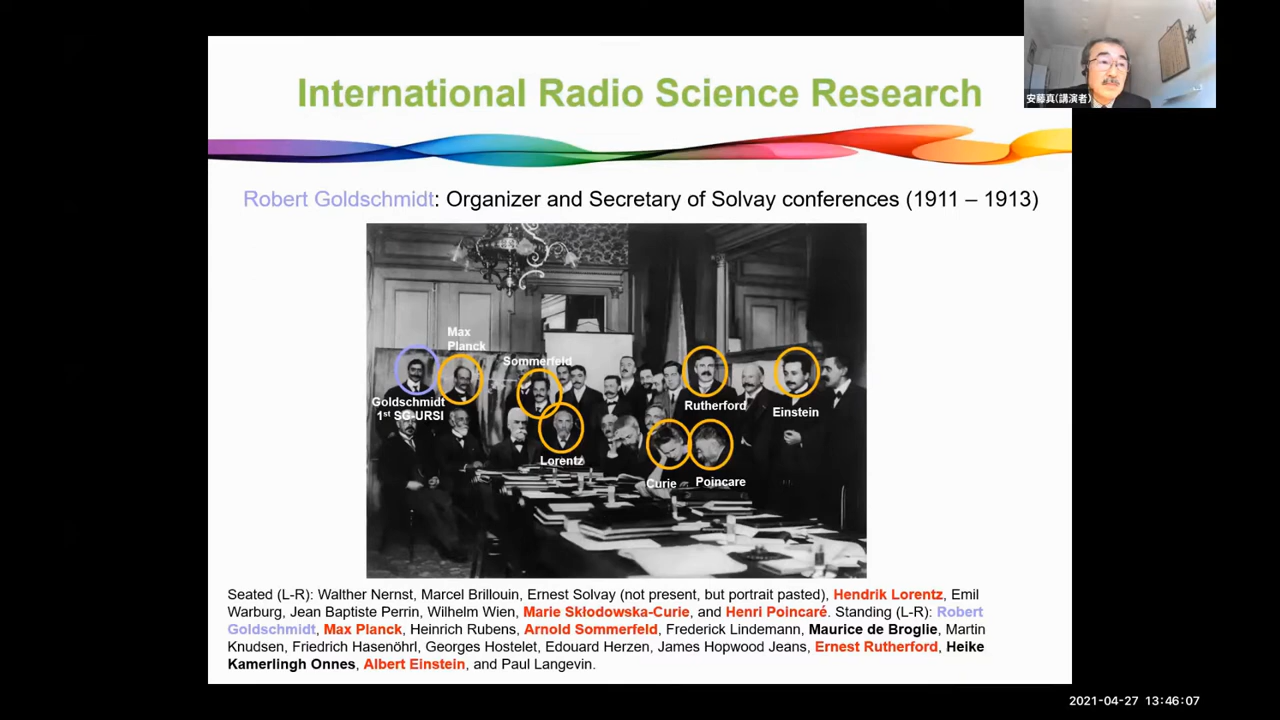 International Radio Science Research
安藤真(講演者)
Robert Goldschmidt: Organizer and Secretary of Solvay conferences (1911 – 1913)
Max
Planck
Sommerfeld
Goldschmidt
1st SG-URSI
Rutherford
Einstein
Lorentz
Curie
Poincare
Seated (L-R): Walther Nernst, Marcel Brillouin, Ernest Solvay (not present, but portrait pasted), Hendrik Lorentz, Emil
Warburg, Jean Baptiste Perrin, Wilhelm Wien, Marie Skłodowska-Curie, and Henri Poincaré. Standing (L-R): Robert
Goldschmidt, Max Planck, Heinrich Rubens, Arnold Sommerfeld, Frederick Lindemann, Maurice de Broglie, Martin
Knudsen, Friedrich Hasenöhrl, Georges Hostelet, Edouard Herzen, James Hopwood Jeans, Ernest Rutherford, Heike
Kamerlingh Onnes, Albert Einstein, and Paul Langevin.
2021-04-27 13:46:07